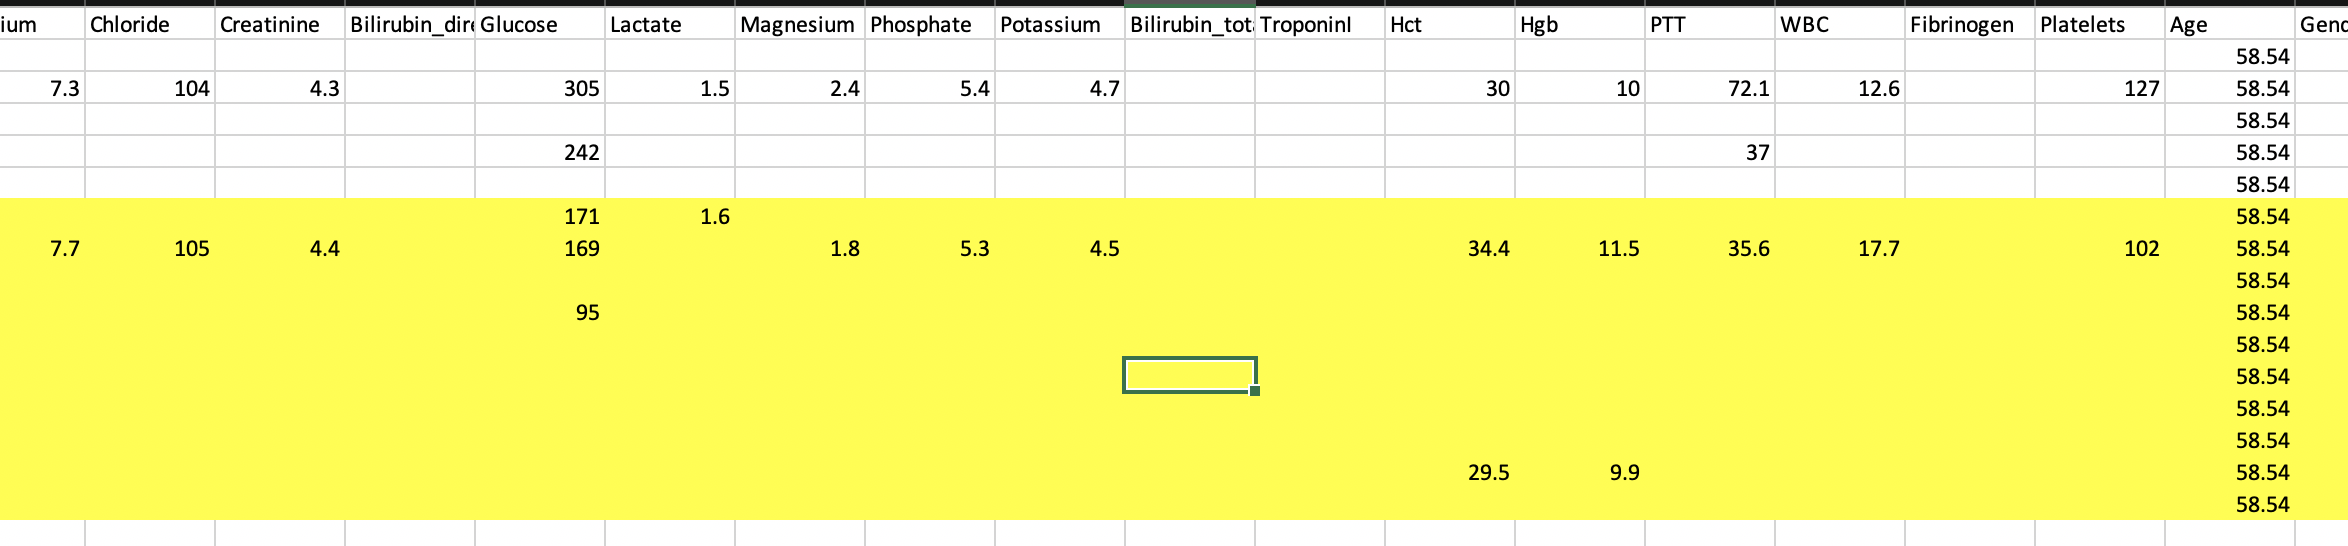 ium Chloride Creatinine Bilirubin_dire Glucose Lactate Magnesium Phosphate Potassium Bilirubin_tota TroponinI Hct Hgb PTT WBC Fibrinogen Platelets Age Gend
58.54
7.3 104 4.3 305 1.5 2.4 5.4 4.7 30 10 72.1 12.6 127 58.54
58.54
242 37 58.54
58.54
171 1.6 58.54
7.7 105 4.4 169 1.8 5.3 4.5 34.4 11.5 35.6 17.7 102 58.54
58.54
95 58.54
58.54
58.54
58.54
58.54
29.5 9.9 58.54
58.54